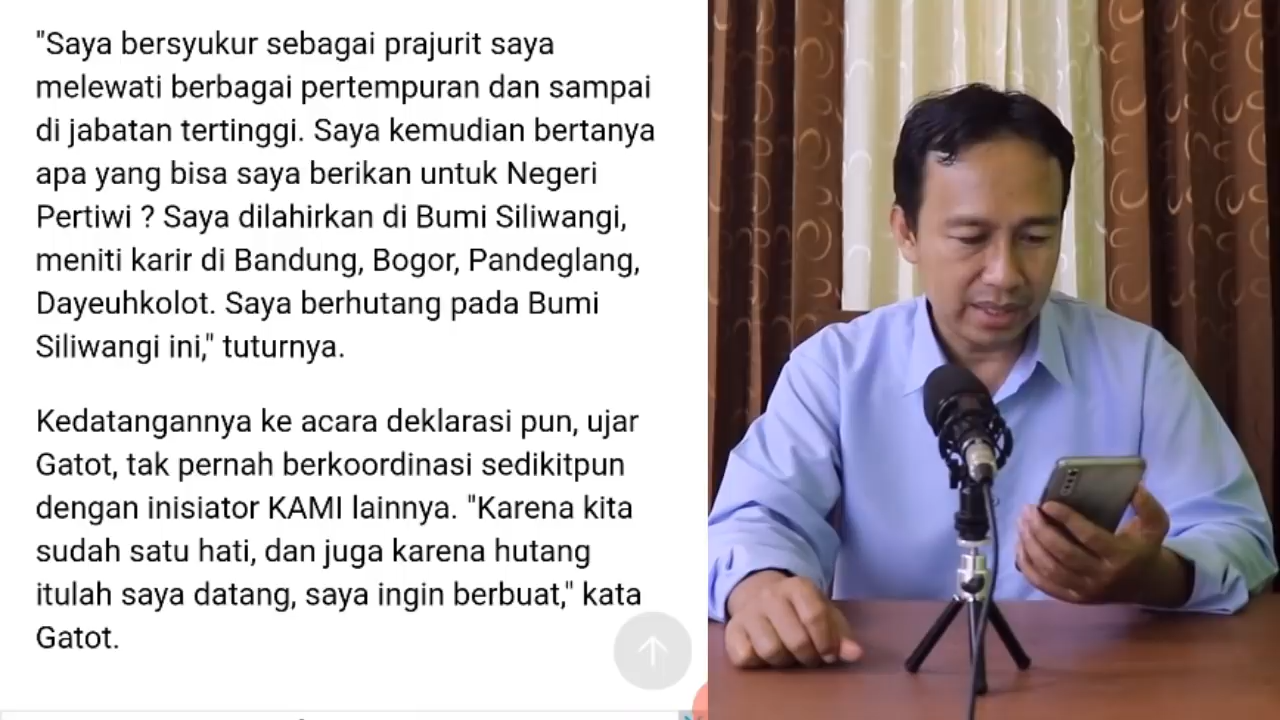 "Saya bersyukur sebagai prajurit saya
melewati berbagai pertempuran dan sampai
di jabatan tertinggi. Saya kemudian bertanya
apa yang bisa saya berikan untuk Negeri
Pertiwi ? Saya dilahirkan di Bumi Siliwangi,
meniti karir di Bandung, Bogor, Pandeglang,
Dayeuhkolot. Saya berhutang pada Bumi
Siliwangi ini," tuturnya.
Kedatangannya ke acara deklarasi pun, ujar
Gatot, tak pernah berkoordinasi sedikitpun
dengan inisiator KAMI lainnya. "Karena kita
sudah satu hati, dan juga karena hutang
itulah saya datang, saya ingin berbuat," kata
Gatot.